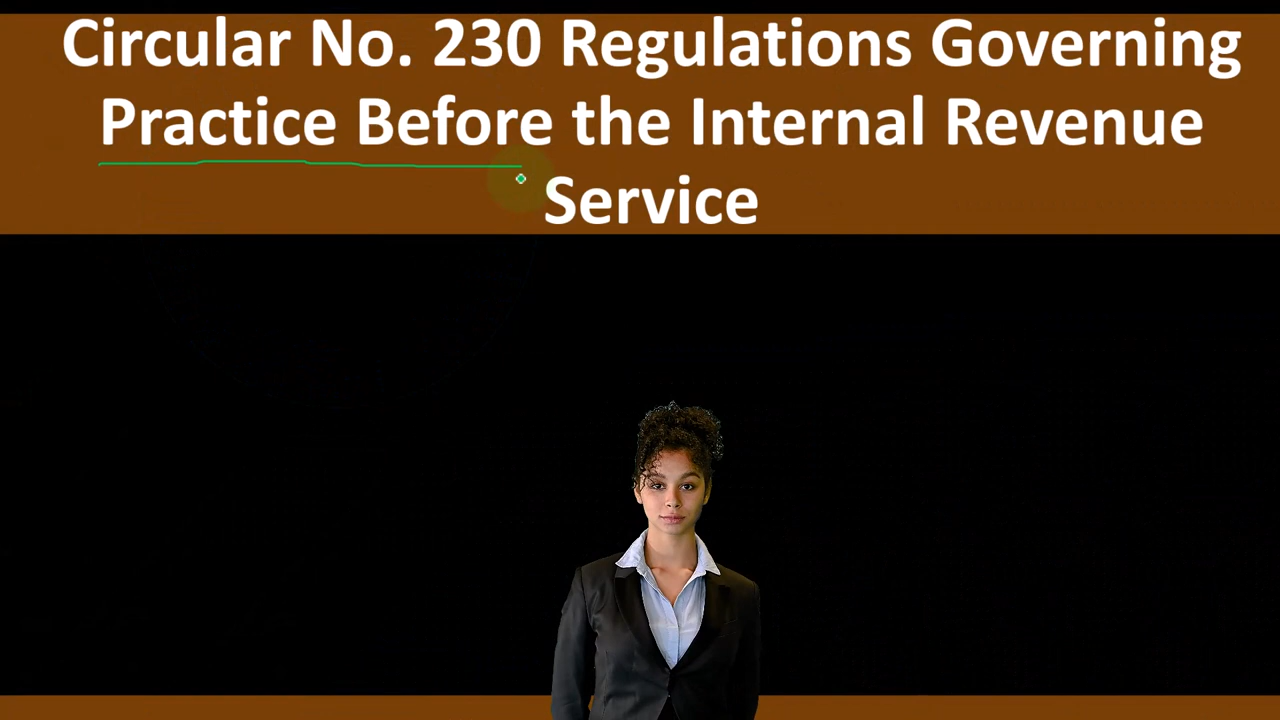 Circular No. 230 Regulations Governing
Practice Before the Internal Revenue
Service